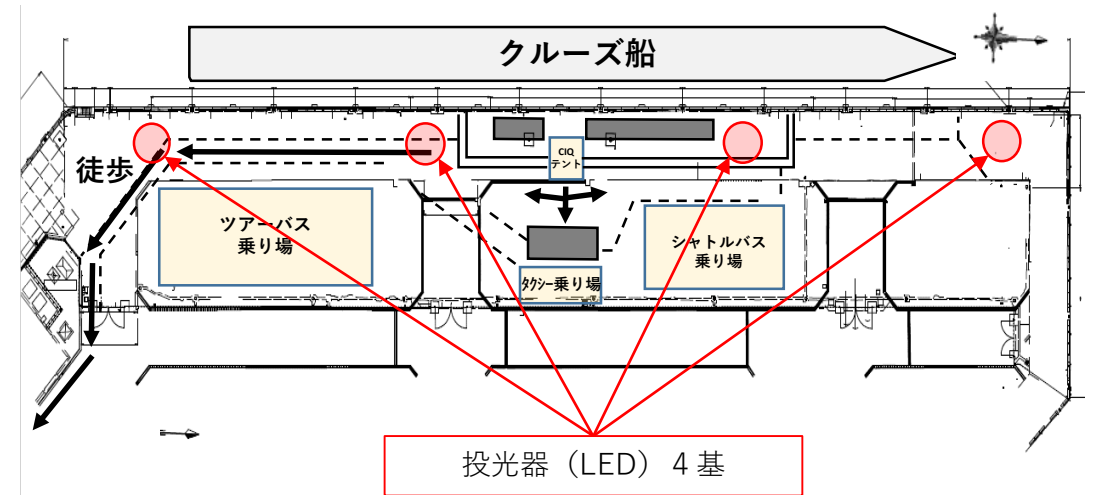 クルーズ船
CIQ
テント
徒歩
ツアーバス
乗り場
シャトルバス
乗り場
タクシー乗り場
投光器（LED）４基